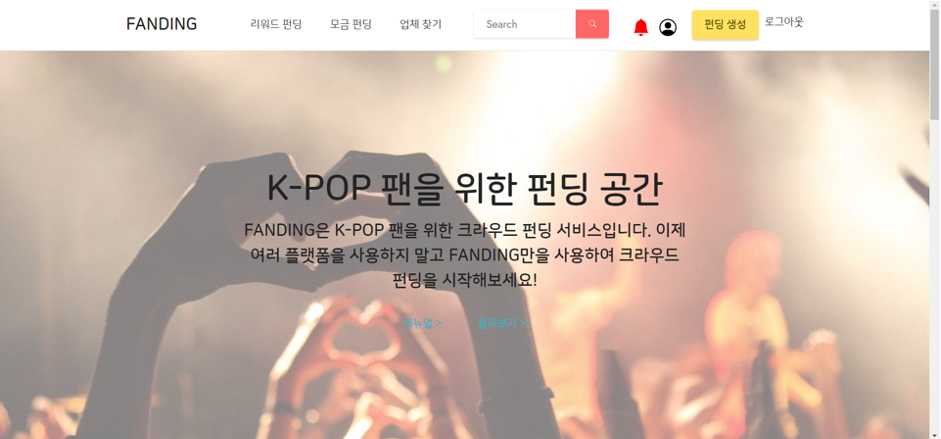 FANDING
리워드 펀딩
모금 펀딩
업체 찾기
Search
펀딩 생성
로그아웃
K-POP 팬을 위한 펀딩 공간
FANDING은 K-POP 팬을 위한 크라우드 펀딩 서비스입니다. 이제
여러 플랫폼을 사용하지 말고 FANDING만을 사용하여 크라우드
펀딩을 시작해보세요!
메뉴얼 >
둘러보기 >